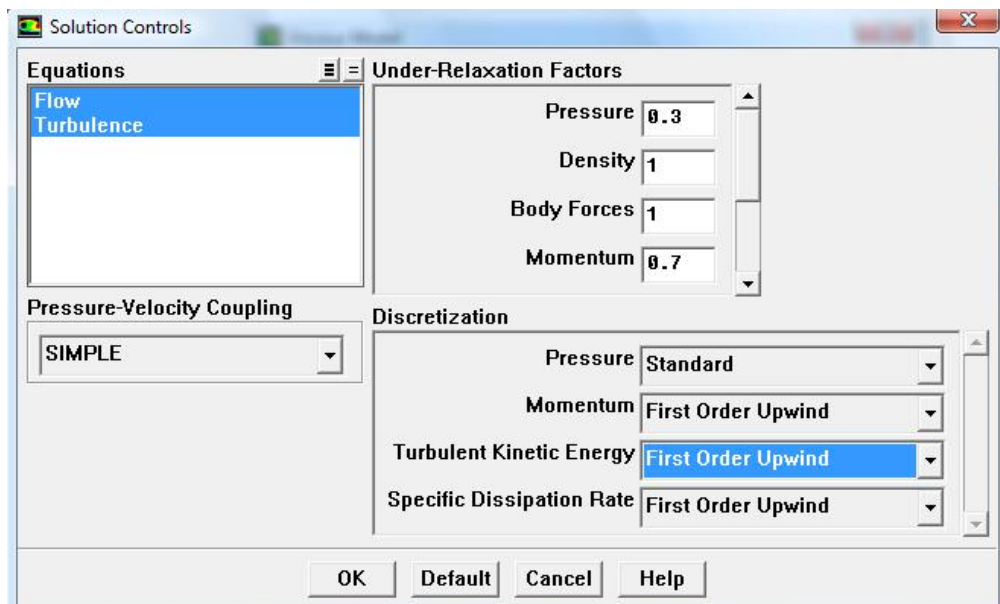 Solution Controls
Equations
Flow
Turbulence
Pressure-Velocity Coupling
SIMPLE
Under-Relaxation Factors
Pressure 0.3
Density 1
Body Forces 1
Momentum 0.7
Discretization
Pressure Standard
Momentum First Order Upwind
Turbulent Kinetic Energy First Order Upwind
Specific Dissipation Rate First Order Upwind
OK Default Cancel Help